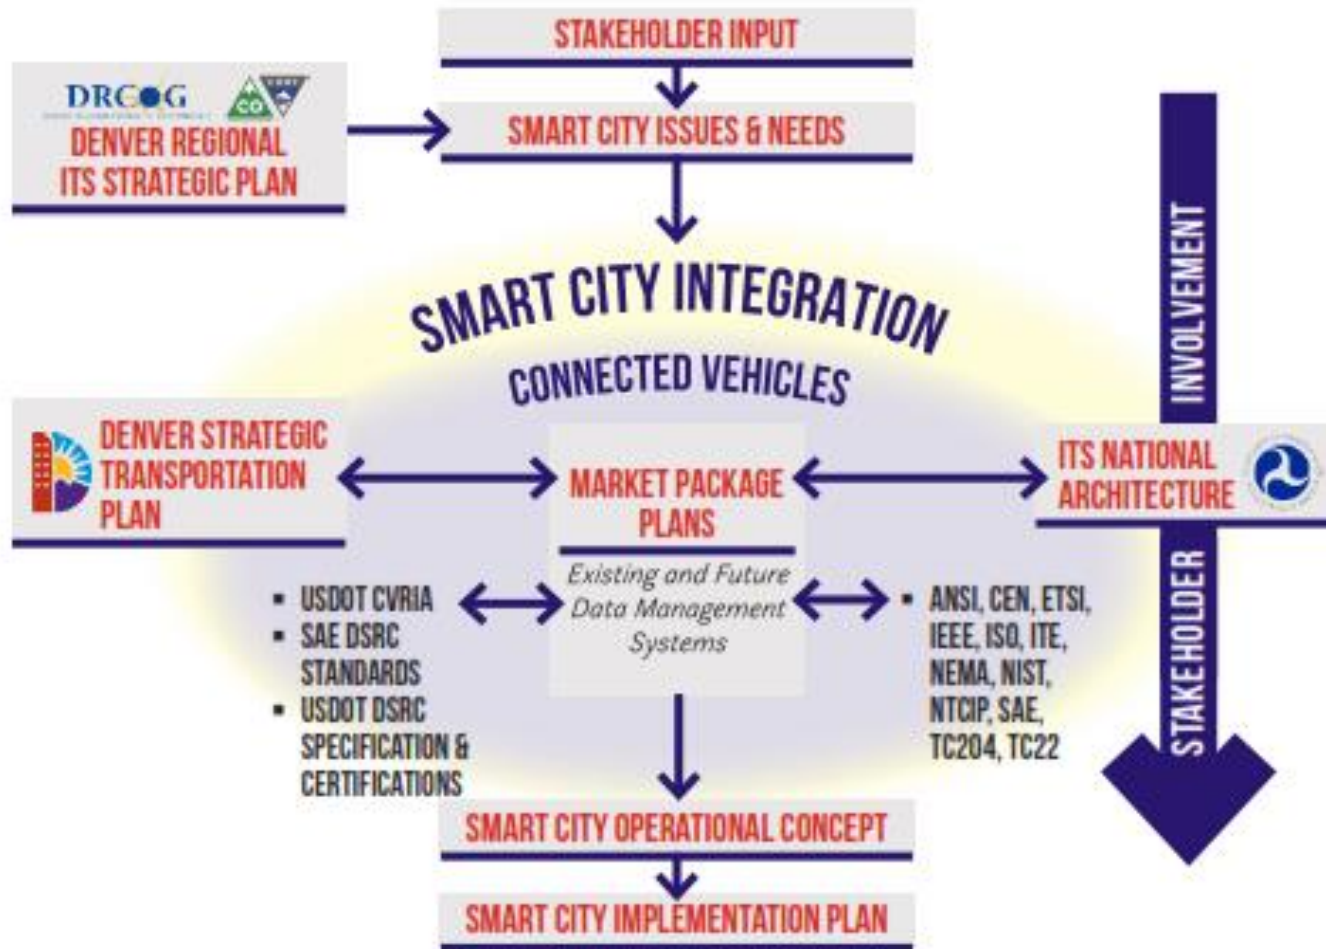 STAKEHOLDER INPUT
DRCOG
CO
DENVER REGIONAL
ITS STRATEGIC PLAN
SMART CITY ISSUES & NEEDS
SMART CITY INTEGRATION
CONNECTED VEHICLES
DENVER STRATEGIC
TRANSPORTATION
PLAN
MARKET PACKAGE
PLANS
Existing and Future
Data Management
Systems
ITS NATIONAL
ARCHITECTURE
▪ USDOT CVRIA
▪ SAE DSRC
STANDARDS
▪ USDOT DSRC
SPECIFICATION &
CERTIFICATIONS
▪ ANSI, CEN, ETSI,
IEEE, ISO, ITE,
NEMA, NIST,
NTCIP, SAE,
TC204, TC22
STAKEHOLDER INVOLVEMENT
SMART CITY OPERATIONAL CONCEPT
SMART CITY IMPLEMENTATION PLAN